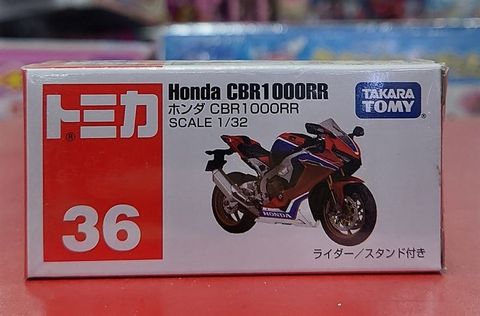 トミカ
®
36
Honda CBR1000RR
ホンダ CBR1000RR
SCALE 1/32
TAKARA
TOMY
®
HONDA
ライダー/スタンド付き